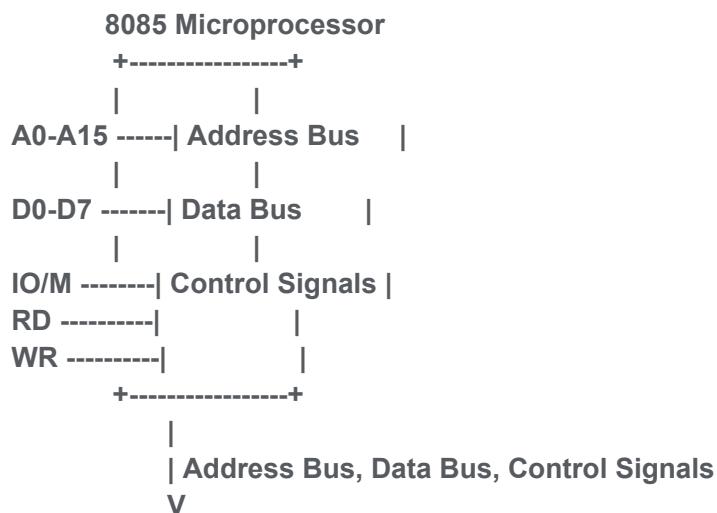 8085 Microprocessor
+-----------------+
| |
A0-A15 ------| Address Bus |
| |
D0-D7 -------| Data Bus |
| |
IO/M --------| Control Signals |
RD ----------| |
WR ----------| |
+-----------------+
|
| Address Bus, Data Bus, Control Signals
V